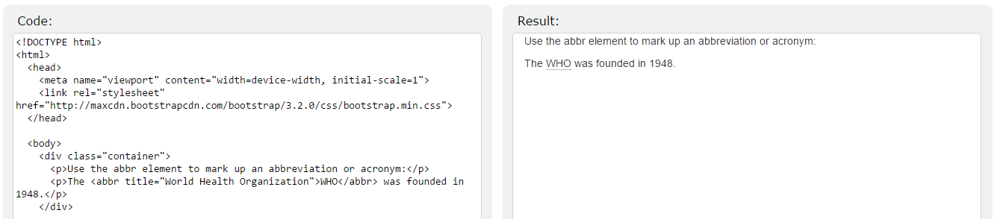 Code:
<!DOCTYPE html>
<html>
<head>
<meta name="viewport" content="width=device-width, initial-scale=1">
<link rel="stylesheet"
href="http://maxcdn.bootstrapcdn.com/bootstrap/3.2.0/css/bootstrap.min.css">
</head>
<body>
<div class="container">
<p>Use the abbr element to mark up an abbreviation or acronym:</p>
<p>The <abbr title="World Health Organization">WHO</abbr> was founded in
1948.</p>
</div>
Result:
Use the abbr element to mark up an abbreviation or acronym:
The WHO was founded in 1948.